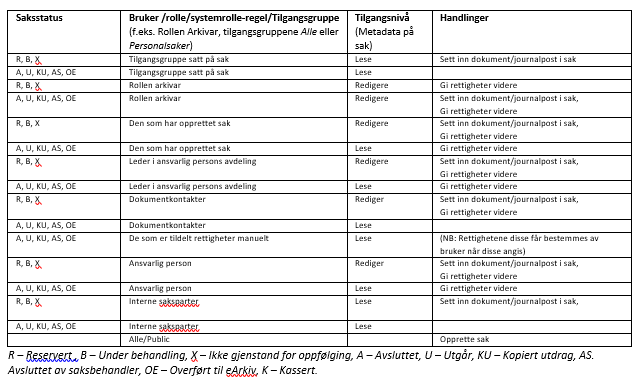 Saksstatus Bruker /rolle/systemrolle-regel/Tilgangsgruppe Tilgangsnivå Handlinger
(f.eks. Rollen Arkivar, tilgangsgruppene Alle eller (Metadata på
Personalsaker) sak)
R, B, X Tilgangsgruppe satt på sak Lese Sett inn dokument/journalpost i sak
A, U, KU, AS, OE Tilgangsgruppe satt på sak Lese
R, B, X Rollen arkivar Redigere Gi rettigheter videre
A, U, KU, AS, OE Rollen arkivar Redigere Sett inn dokument/journalpost i sak,
Gi rettigheter videre
R, B, X Den som har opprettet sak Redigere Sett inn dokument/journalpost i sak,
Gi rettigheter videre
A, U, KU, AS, OE Den som har opprettet sak Lese Gi rettigheter videre
R, B, X Leder i ansvarlig persons avdeling Redigere Sett inn dokument/journalpost i sak,
Gi rettigheter videre
A, U, KU, AS, OE Leder i ansvarlig persons avdeling Lese Gi rettigheter videre
R, B, X Dokumentkontakter Rediger Sett inn dokument/journalpost i sak,
Gi rettigheter videre
A, U, KU, AS, OE Dokumentkontakter Lese
A, U, KU, AS, OE De som er tildelt rettigheter manuelt Lese (NB: Rettighetene disse får bestemmes av
bruker når disse angis)
R, B, X Ansvarlig person Rediger Sett inn dokument/journalpost i sak,
Gi rettigheter videre
A, U, KU, AS, OE Ansvarlig person Lese Gi rettigheter videre
R, B, X Interne saksparter Lese Sett inn dokument/journalpost i sak,
A, U, KU, AS, OE Interne saksparter Lese
Alle/Public Opprette sak
R – Reservert , B – Under behandling, X – Ikke gjenstand for oppfølging, A – Avsluttet, U – Utgår, KU – Kopiert utdrag, AS.
Avsluttet av saksbehandler, OE – Overført til eArkiv, K – Kassert.